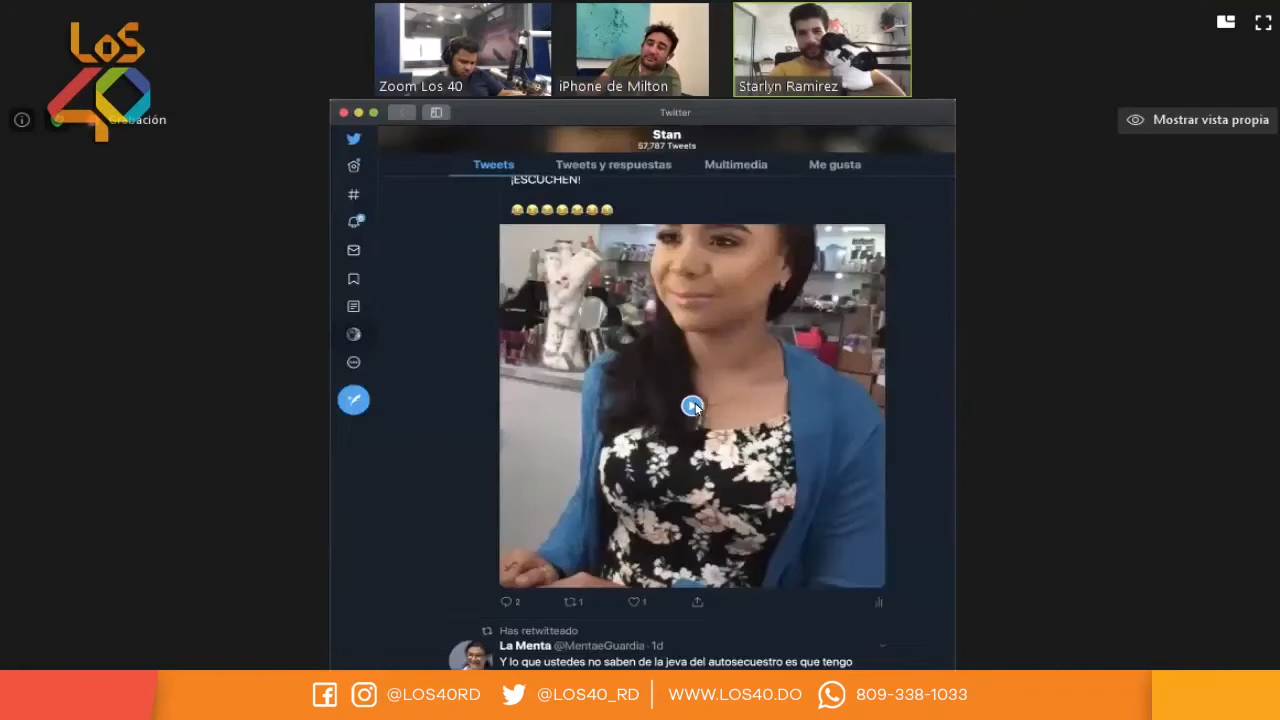 LOS
40
Zoom Los 40
iPhone de Milton
Starlyn Ramirez
Grabación
Mostrar vista propia
Twitter
Stan
57,787 Tweets
Tweets
Tweets y respuestas
Multimedia
Me gusta
¡ESCUCHEN!
2
1
1
Has retwitteado
La Menta @MentaeGuardia · 1d
Y lo que ustedes no saben de la jeva del autosecuestro es que tengo
@LOS40RD
@LOS40_RD
WWW.LOS40.DO
809-338-1033